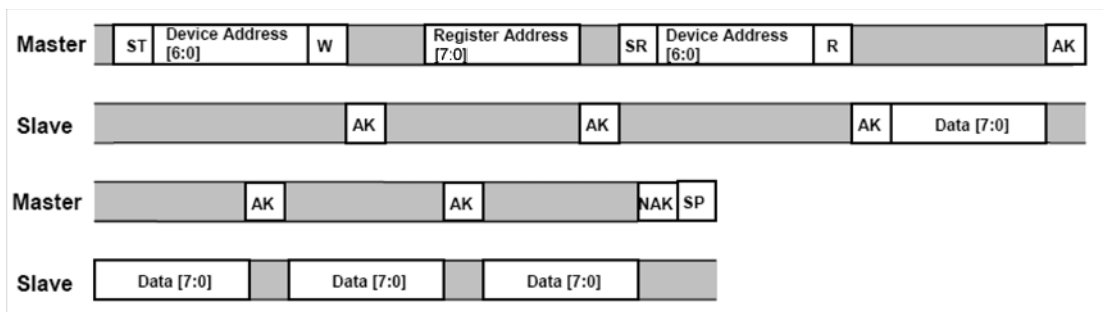 Master ST Device Address [6:0] W Register Address [7:0] SR Device Address [6:0] R AK
Slave AK AK AK Data [7:0]
Master AK AK NAK SP
Slave Data [7:0] Data [7:0] Data [7:0]